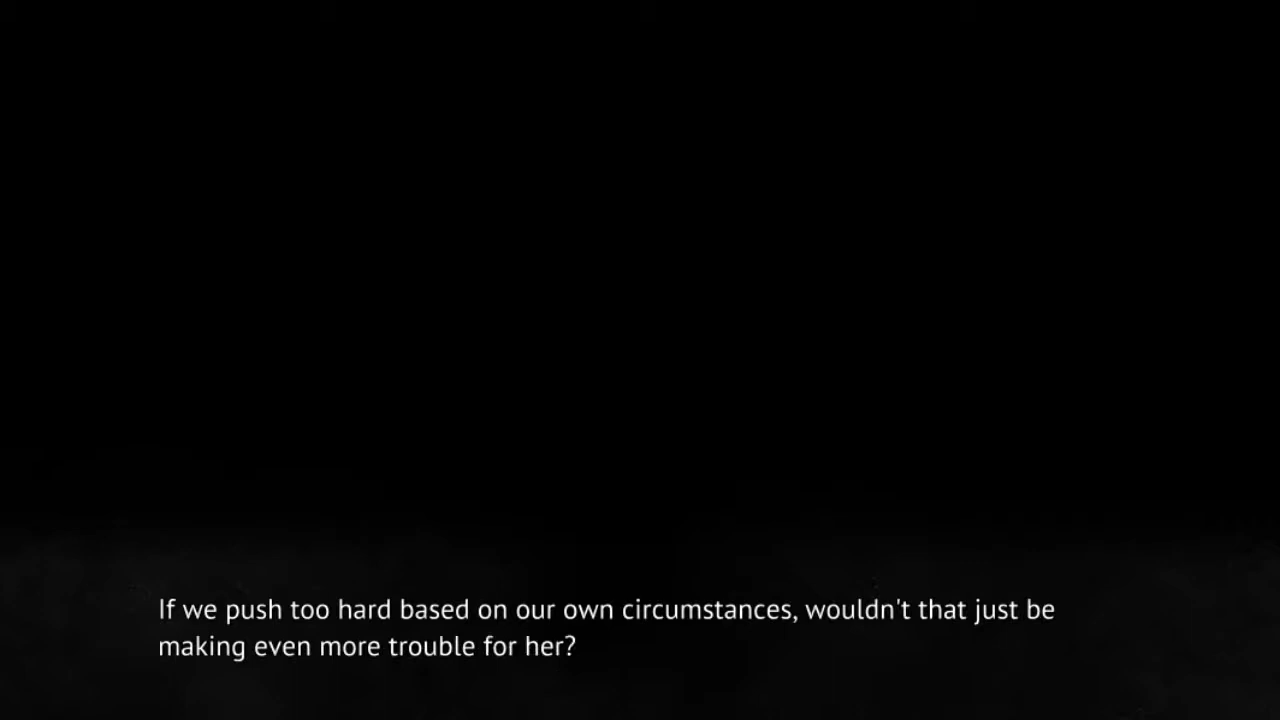 If we push too hard based on our own circumstances, wouldn't that just be
making even more trouble for her?